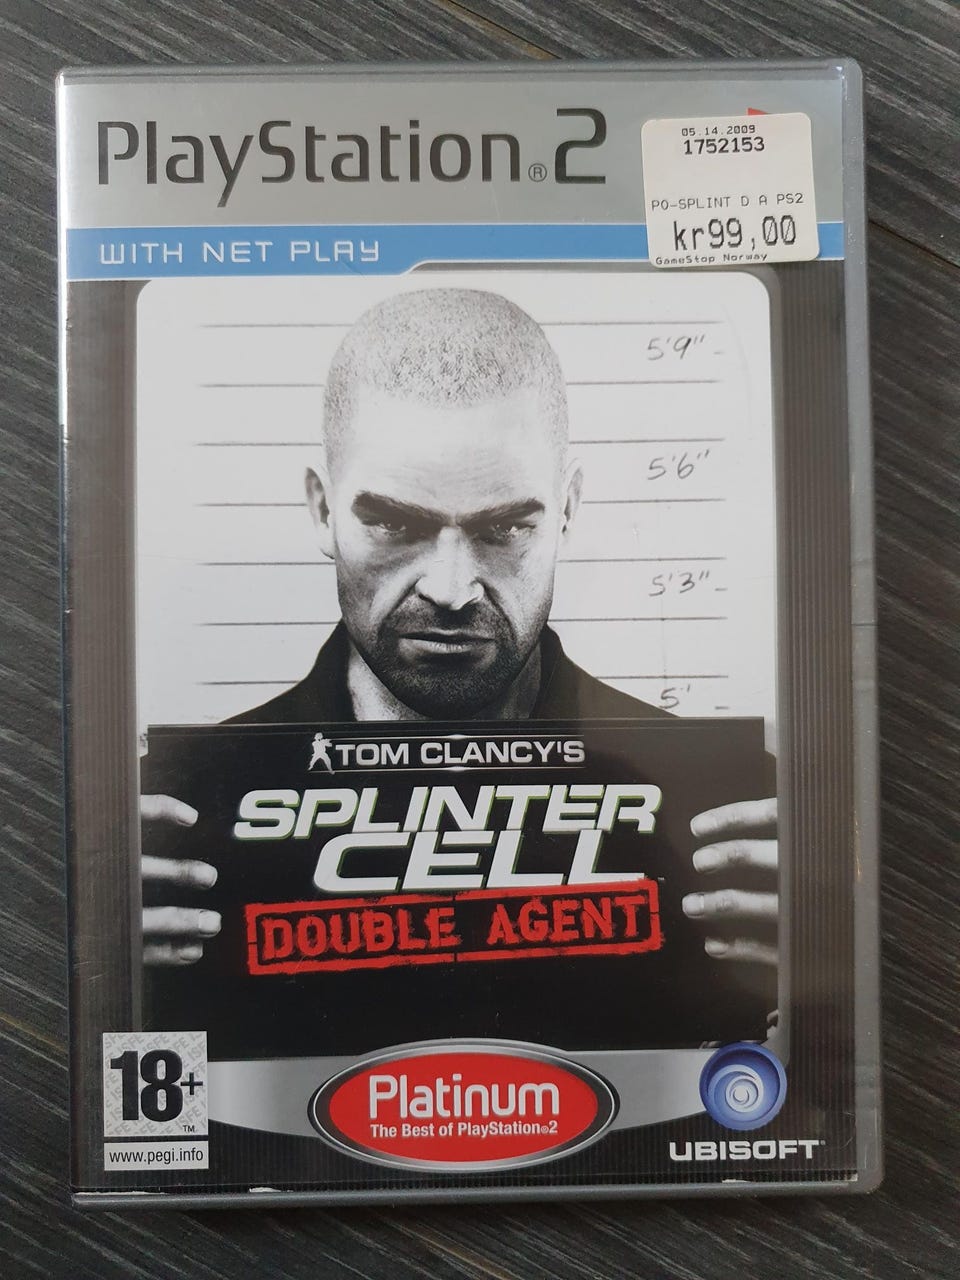 PlayStation®2
05.14.2009
1752153
PO-SPLINT D A PS2
kr99,00
GameStop Norway
WITH NET PLAY
5'9"
5'6"
5'3"
5'
TOM CLANCY'S
SPLINTER
CELL™
DOUBLE AGENT
18+™
www.pegi.info
Platinum
The Best of PlayStation®2
UBISOFT®